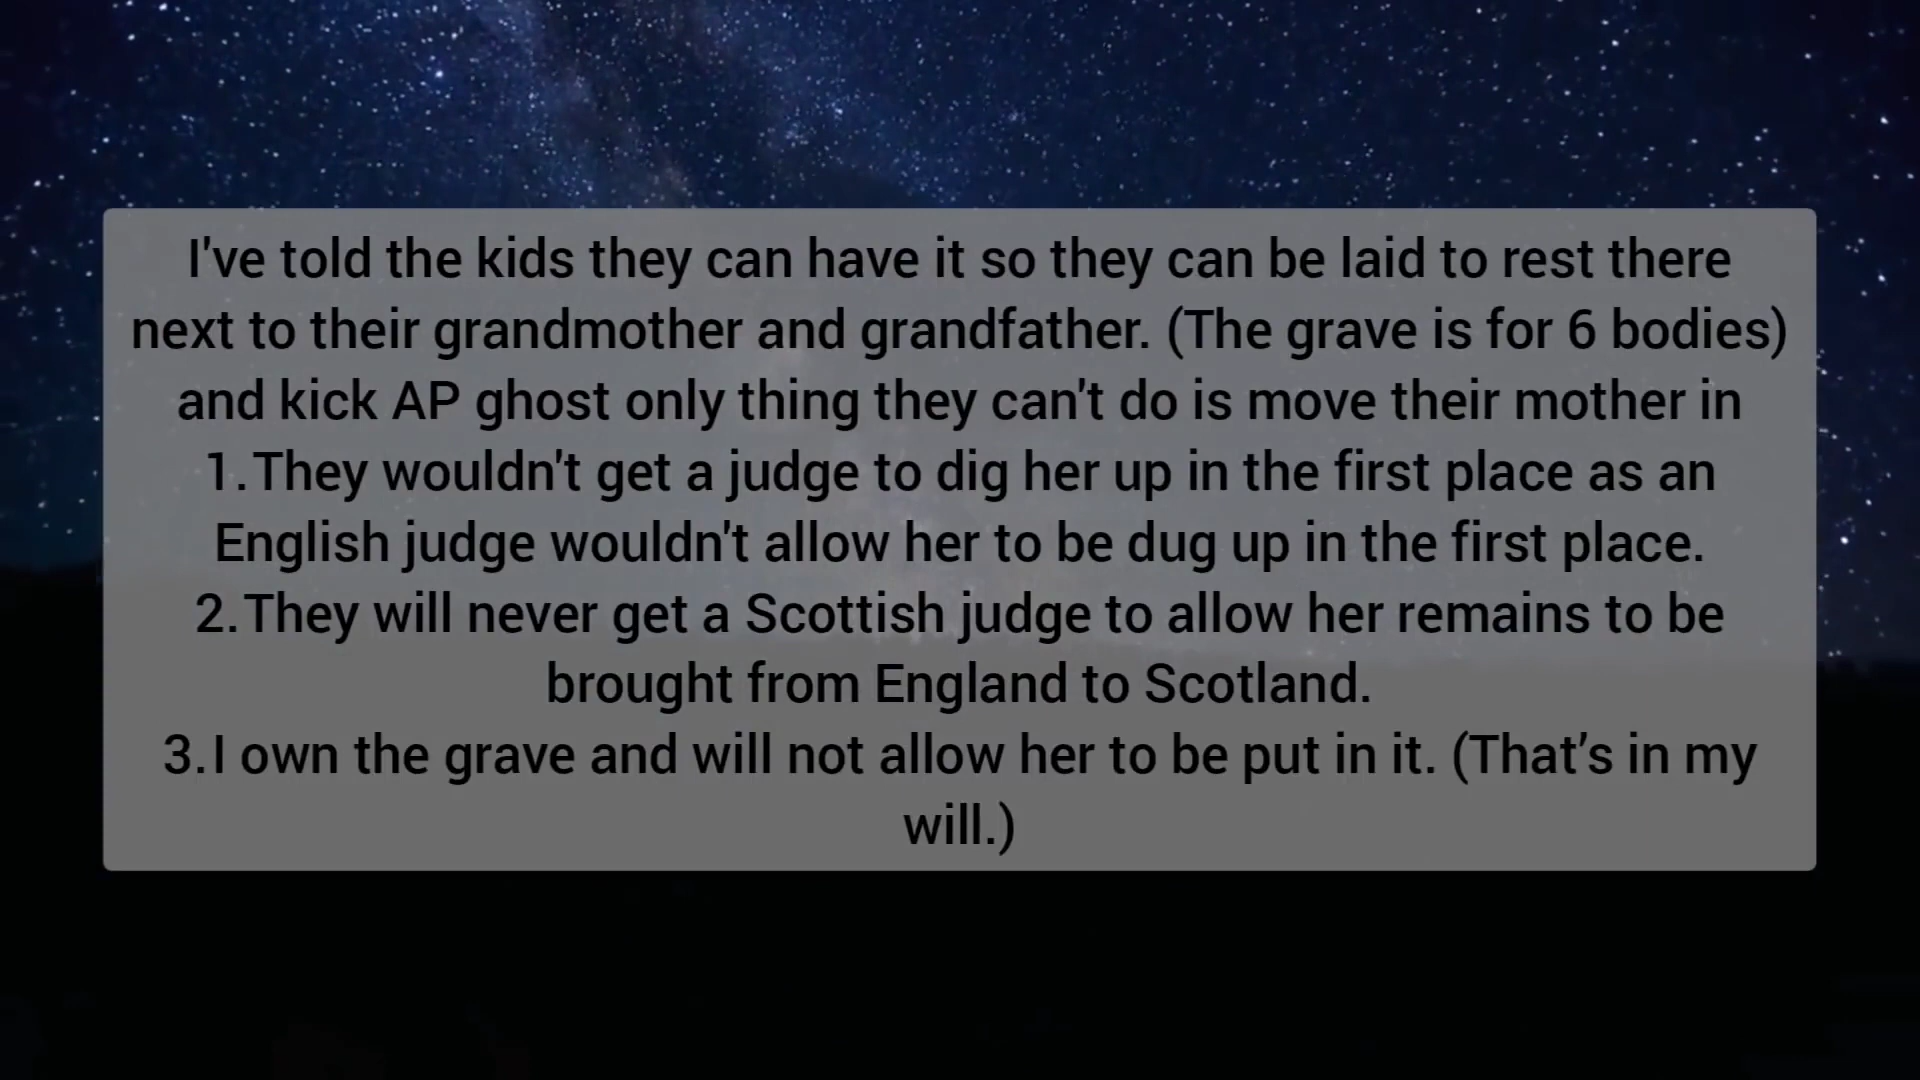 I've told the kids they can have it so they can be laid to rest there
next to their grandmother and grandfather. (The grave is for 6 bodies)
and kick AP ghost only thing they can't do is move their mother in
1.They wouldn't get a judge to dig her up in the first place as an
English judge wouldn't allow her to be dug up in the first place.
2.They will never get a Scottish judge to allow her remains to be
brought from England to Scotland.
3.I own the grave and will not allow her to be put in it. (That’s in my
will.)